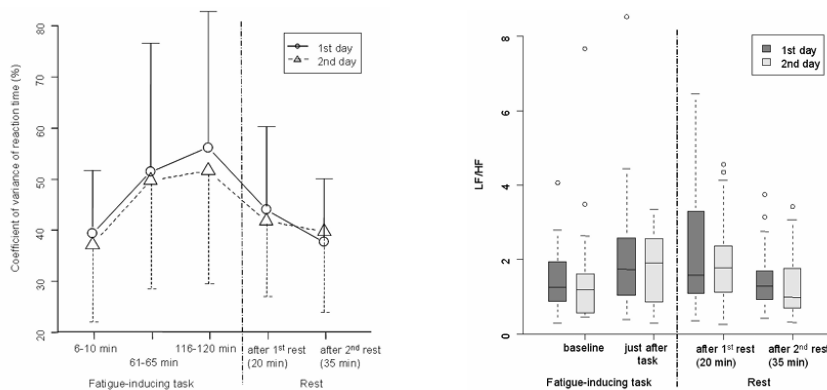 Coefficient of variance of reaction time (%)
80
70
60
50
40
30
20
1st day
2nd day
6-10 min
61-65 min
116-120 min
after 1st rest
(20 min)
after 2nd rest
(35 min)
Fatigue-inducing task
Rest
LF/HF
8
6
4
2
0
1st day
2nd day
baseline
just after
task
after 1st rest
(20 min)
after 2nd rest
(35 min)
Fatigue-inducing task
Rest